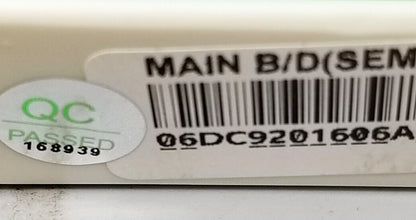 MAIN B/D(SEM
06DC9201606A
QC
PASSED
168939